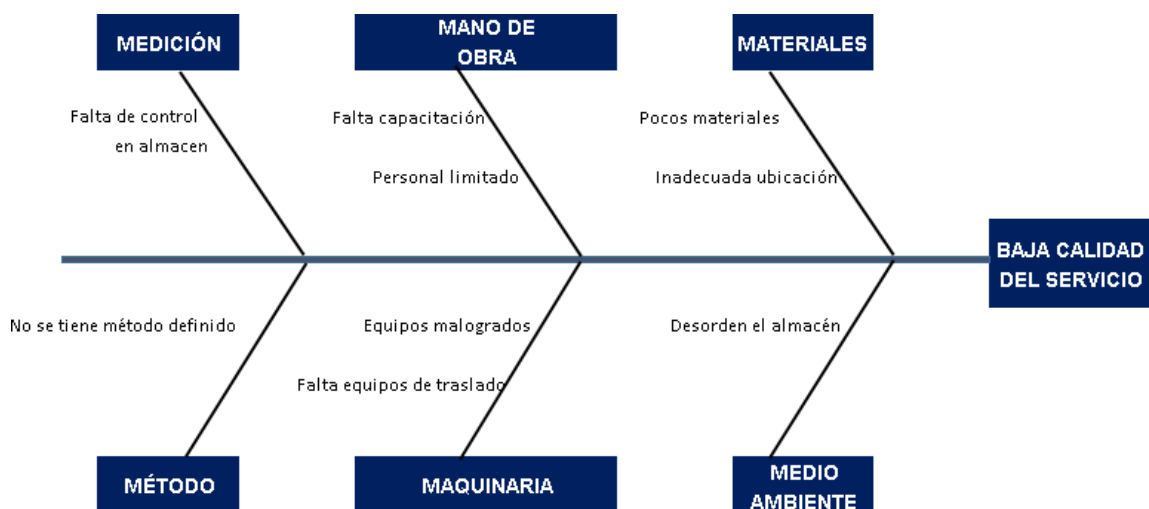 MEDICIÓN
MANO DE
OBRA
MATERIALES
Falta de control
en almacen
Falta capacitación
Personal limitado
Pocos materiales
Inadecuada ubicación
BAJA CALIDAD
DEL SERVICIO
No se tiene método definido
Equipos malogrados
Falta equipos de traslado
Desorden el almacén
MÉTODO
MAQUINARIA
MEDIO
AMBIENTE